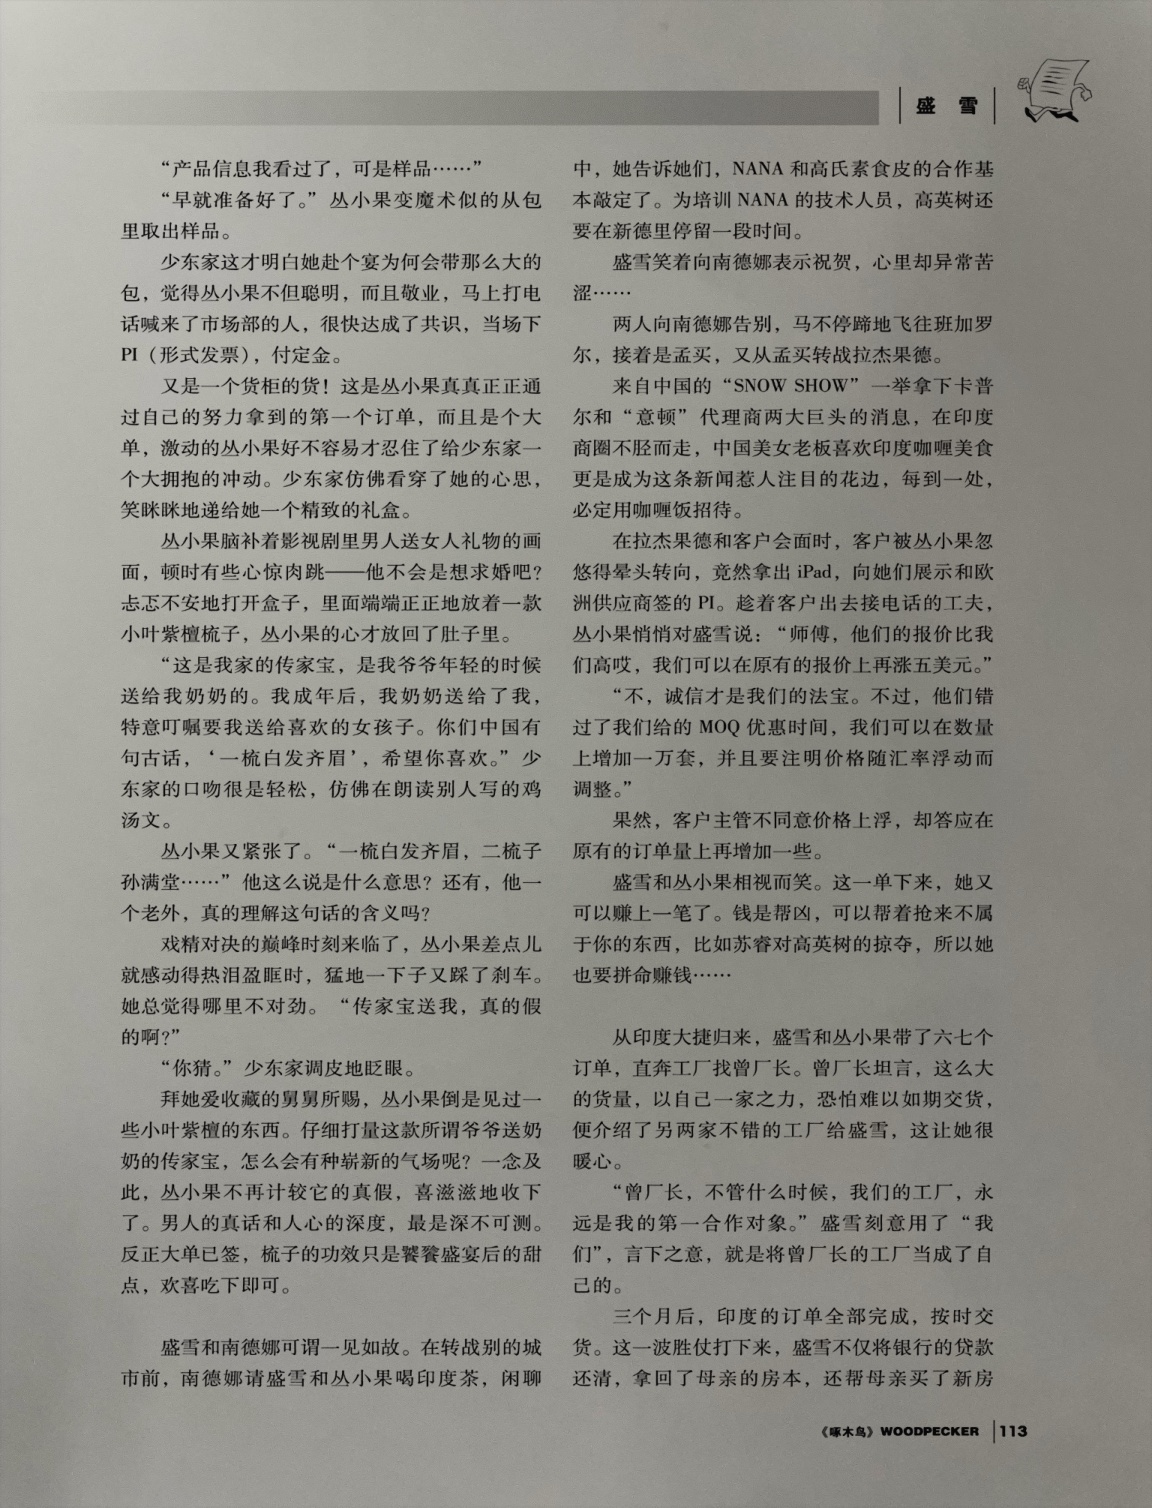 盛 雪
“产品信息我看过了，可是样品……”
“早就准备好了。”丛小果变魔术似的从包
里取出样品。
少东家这才明白她赴个宴为何会带那么大的
包，觉得丛小果不但聪明，而且敬业，马上打电
话喊来了市场部的人，很快达成了共识，当场下
PI（形式发票），付定金。
又是一个货柜的货！这是丛小果真真正正通
过自己的努力拿到的第一个订单，而且是个大
单，激动的丛小果好不容易才忍住了给少东家一
个大拥抱的冲动。少东家仿佛看穿了她的心思，
笑眯眯地递给她一个精致的礼盒。
丛小果脑补着影视剧里男人送女人礼物的画
面，顿时有些心惊肉跳——他不会是想求婚吧？
忐忑不安地打开盒子，里面端端正正地放着一款
小叶紫檀梳子，丛小果的心才放回了肚子里。
“这是我家的传家宝，是我爷爷年轻的时候
送给我奶奶的。我成年后，我奶奶送给了我，
特意叮嘱要我送给喜欢的女孩子。你们中国有
句古话，‘一梳白发齐眉’，希望你喜欢。”少
东家的口吻很是轻松，仿佛在朗读别人写的鸡
汤文。
丛小果又紧张了。“一梳白发齐眉，二梳子
孙满堂……”他这么说是什么意思？还有，他一
个老外，真的理解这句话的含义吗？
戏精对决的巅峰时刻来临了，丛小果差点儿
就感动得热泪盈眶时，猛地一下子又踩了刹车。
她总觉得哪里不对劲。“传家宝送我，真的假
的啊？”
“你猜。”少东家调皮地眨眼。
拜她爱收藏的舅舅所赐，丛小果倒是见过一
些小叶紫檀的东西。仔细打量这款所谓爷爷送奶
奶的传家宝，怎么会有种崭新的气场呢？一念及
此，丛小果不再计较它的真假，喜滋滋地收下
了。男人的真话和人心的深度，最是深不可测。
反正大单已签，梳子的功效只是饕餮盛宴后的甜
点，欢喜吃下即可。
盛雪和南德娜可谓一见如故。在转战别的城
市前，南德娜请盛雪和丛小果喝印度茶，闲聊
中，她告诉她们，NANA 和高氏素食皮的合作基
本敲定了。为培训 NANA 的技术人员，高英树还
要在新德里停留一段时间。
盛雪笑着向南德娜表示祝贺，心里却异常苦
涩……
两人向南德娜告别，马不停蹄地飞往班加罗
尔，接着是孟买，又从孟买转战拉杰果德。
来自中国的“SNOW SHOW”一举拿下卡普
尔和“意顿”代理商两大巨头的消息，在印度
商圈不胫而走，中国美女老板喜欢印度咖喱美食
更是成为这条新闻惹人注目的花边，每到一处，
必定用咖喱饭招待。
在拉杰果德和客户会面时，客户被丛小果忽
悠得晕头转向，竟然拿出 iPad，向她们展示和欧
洲供应商签的 PI。趁着客户出去接电话的工夫，
丛小果悄悄对盛雪说：“师傅，他们的报价比我
们高哎，我们可以在原有的报价上再涨五美元。”
“不，诚信才是我们的法宝。不过，他们错
过了我们给的 MOQ 优惠时间，我们可以在数量
上增加一万套，并且要注明价格随汇率浮动而
调整。”
果然，客户主管不同意价格上浮，却答应在
原有的订单量上再增加一些。
盛雪和丛小果相视而笑。这一单下来，她又
可以赚上一笔了。钱是帮凶，可以帮着抢来不属
于你的东西，比如苏睿对高英树的掠夺，所以她
也要拼命赚钱……
从印度大捷归来，盛雪和丛小果带了六七个
订单，直奔工厂找曾厂长。曾厂长坦言，这么大
的货量，以自己一家之力，恐怕难以如期交货，
便介绍了另两家不错的工厂给盛雪，这让她很
暖心。
“曾厂长，不管什么时候，我们的工厂，永
远是我的第一合作对象。”盛雪刻意用了“我
们”，言下之意，就是将曾厂长的工厂当成了自
己的。
三个月后，印度的订单全部完成，按时交
货。这一波胜仗打下来，盛雪不仅将银行的贷款
还清，拿回了母亲的房本，还帮母亲买了新房
《啄木鸟》WOODPECKER 113